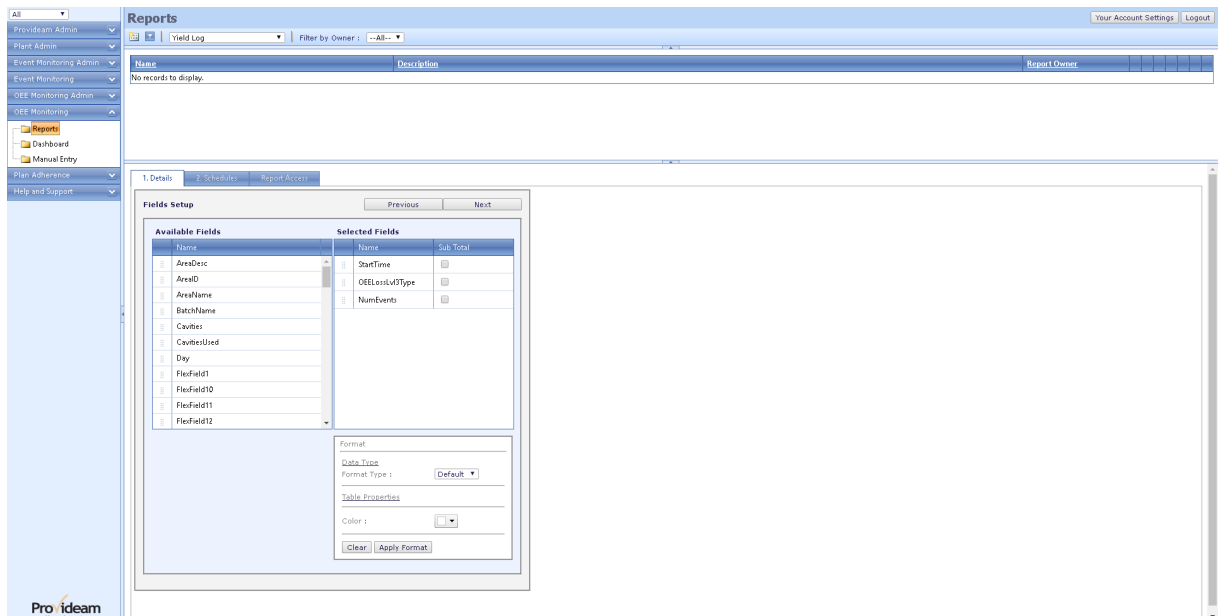 All
Reports
Your Account Settings Logout
Provideam Admin
Plant Admin
Event Monitoring Admin
Event Monitoring
OEE Monitoring Admin
OEE Monitoring
Reports
Dashboard
Manual Entry
Plan Adherence
Help and Support
Yield Log Filter by Owner : --All--
Name Description Report Owner
No records to display.
1. Details 2. Schedules Report Access
Fields Setup Previous Next
Available Fields Selected Fields
Name
AreaDesc
AreaID
AreaName
BatchName
Cavities
CavitiesUsed
Day
FlexField1
FlexField10
FlexField11
FlexField12
Name Sub Total
StartTime
OEELossLvl3Type
NumEvents
Format
Data Type
Format Type : Default
Table Properties
Color :
Clear Apply Format
Provideam